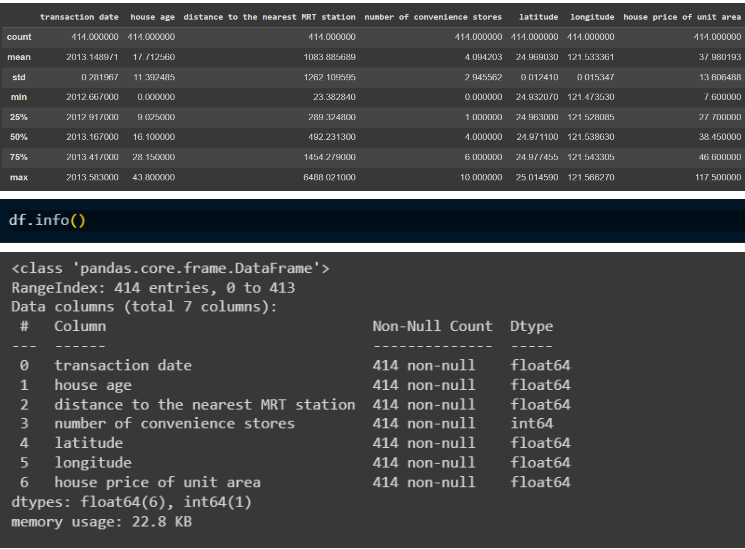 transaction date house age distance to the nearest MRT station number of convenience stores latitude longitude house price of unit area
count 414.000000 414.000000 414.000000 414.000000 414.000000 414.000000 414.000000
mean 2013.148971 17.712560 1083.885689 4.094203 24.969030 121.533361 37.980193
std 0.281967 11.392485 1262.109595 2.945562 0.012410 0.015347 13.606488
min 2012.667000 0.000000 23.382840 0.000000 24.932070 121.473530 7.600000
25% 2012.917000 9.025000 289.324800 1.000000 24.963000 121.528085 27.700000
50% 2013.167000 16.100000 492.231300 4.000000 24.971100 121.538630 38.450000
75% 2013.417000 28.150000 1454.279000 6.000000 24.977455 121.543305 46.600000
max 2013.583000 43.800000 6488.021000 10.000000 25.014590 121.566270 117.500000
df.info()
<class 'pandas.core.frame.DataFrame'>
RangeIndex: 414 entries, 0 to 413
Data columns (total 7 columns):
# Column Non-Null Count Dtype
--- ------ -------------- -----
0 transaction date 414 non-null float64
1 house age 414 non-null float64
2 distance to the nearest MRT station 414 non-null float64
3 number of convenience stores 414 non-null int64
4 latitude 414 non-null float64
5 longitude 414 non-null float64
6 house price of unit area 414 non-null float64
dtypes: float64(6), int64(1)
memory usage: 22.8 KB